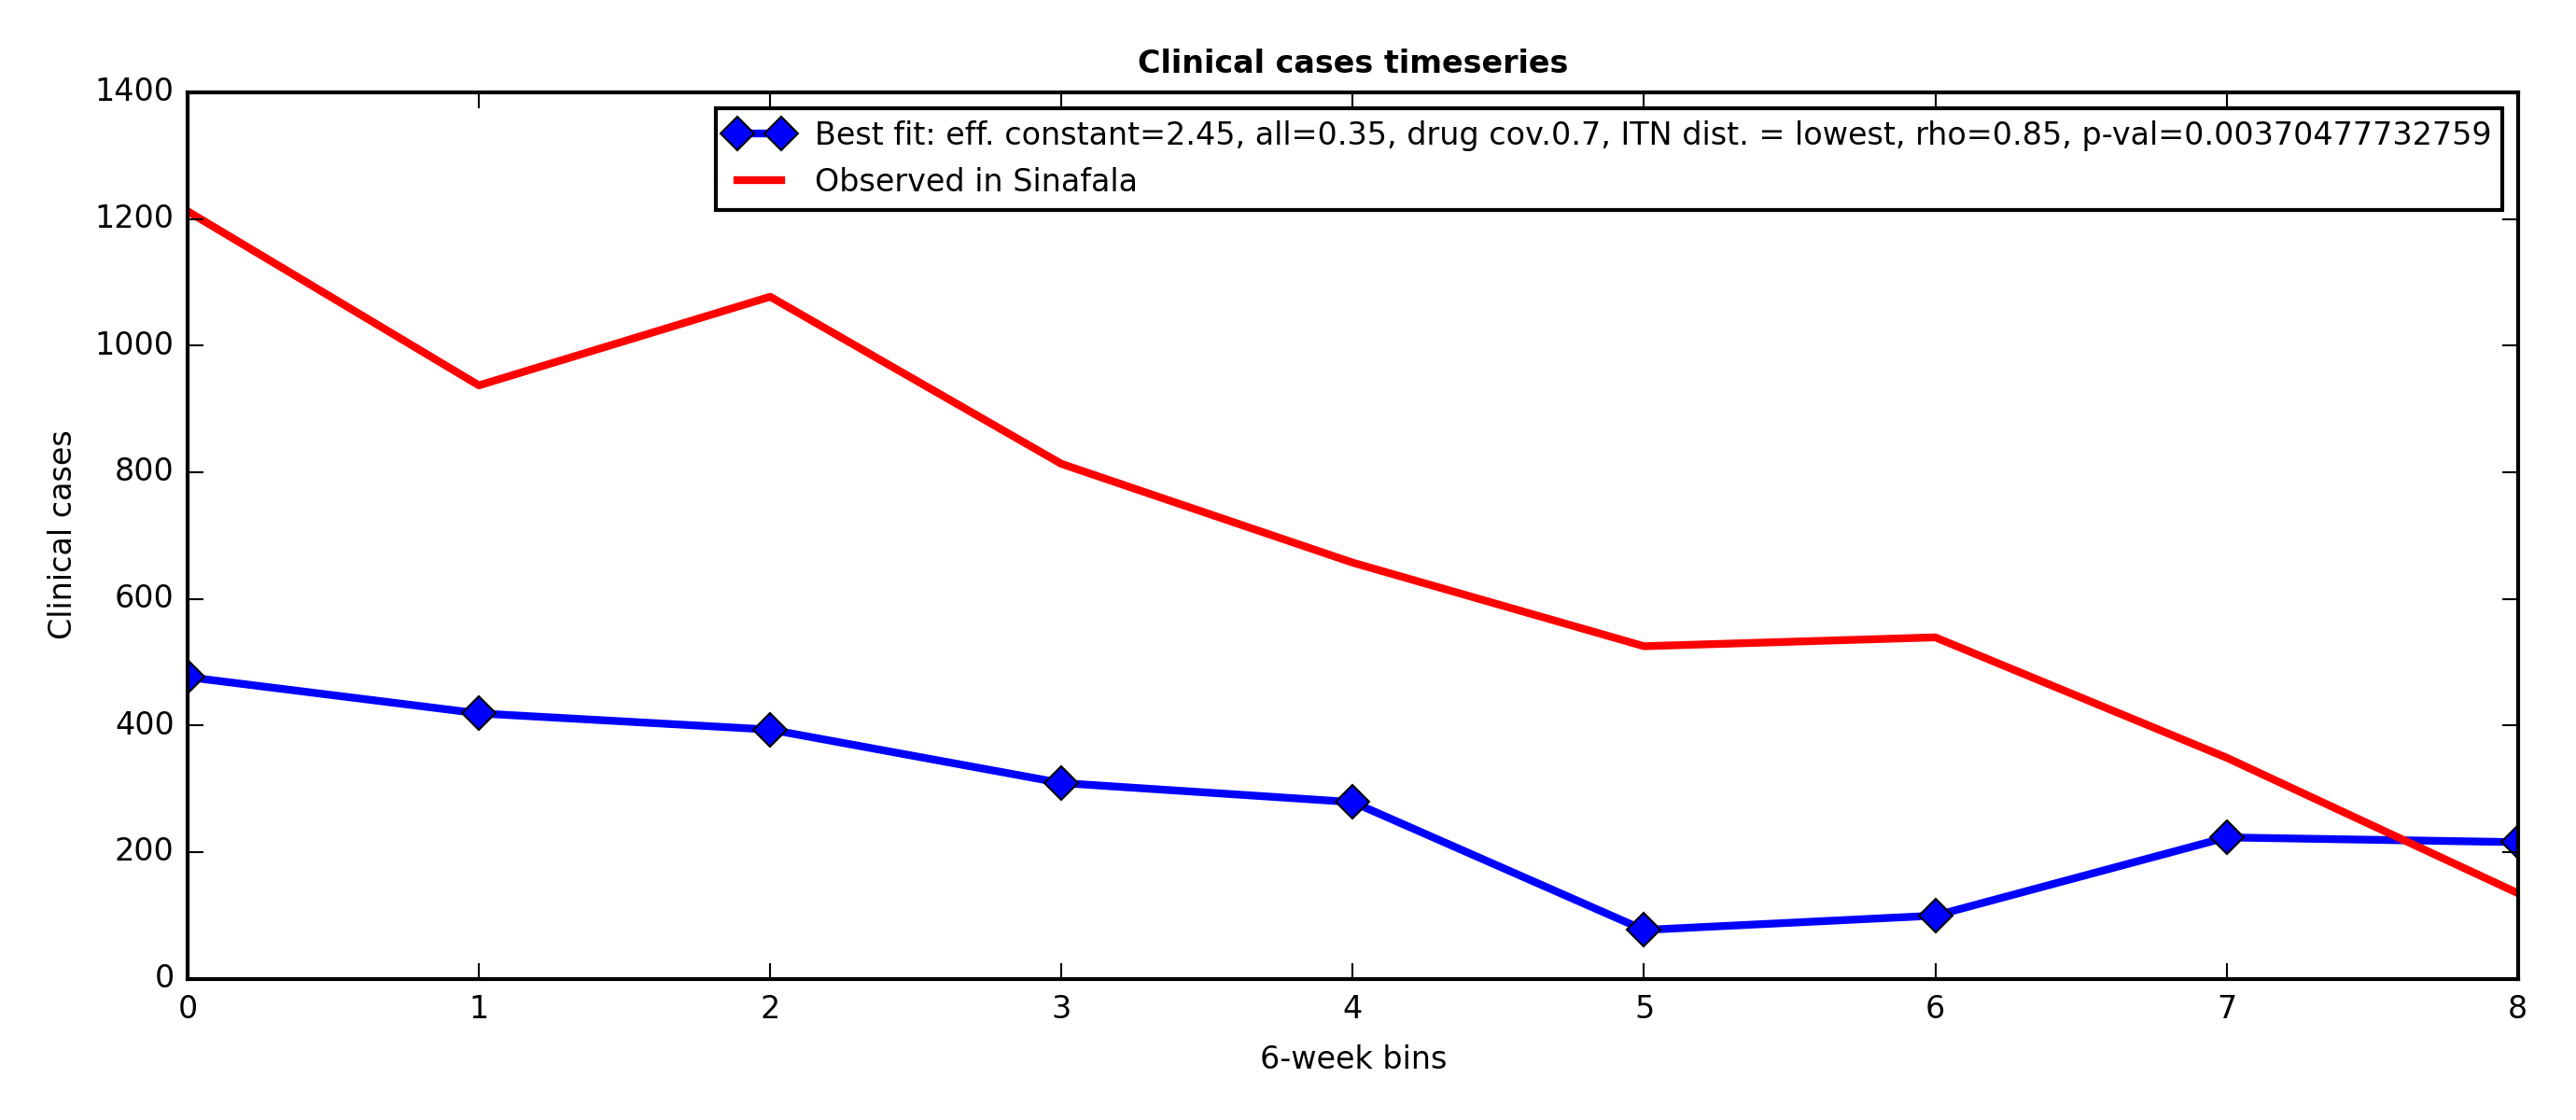 Clinical cases timeseries
1400
1200
1000
800
600
400
200
0
Clinical cases
Best fit: eff. constant=2.45, all=0.35, drug cov.0.7, ITN dist. = lowest, rho=0.85, p-val=0.00370477732759
Observed in Sinafala
0 1 2 3 4 5 6 7 8
6-week bins